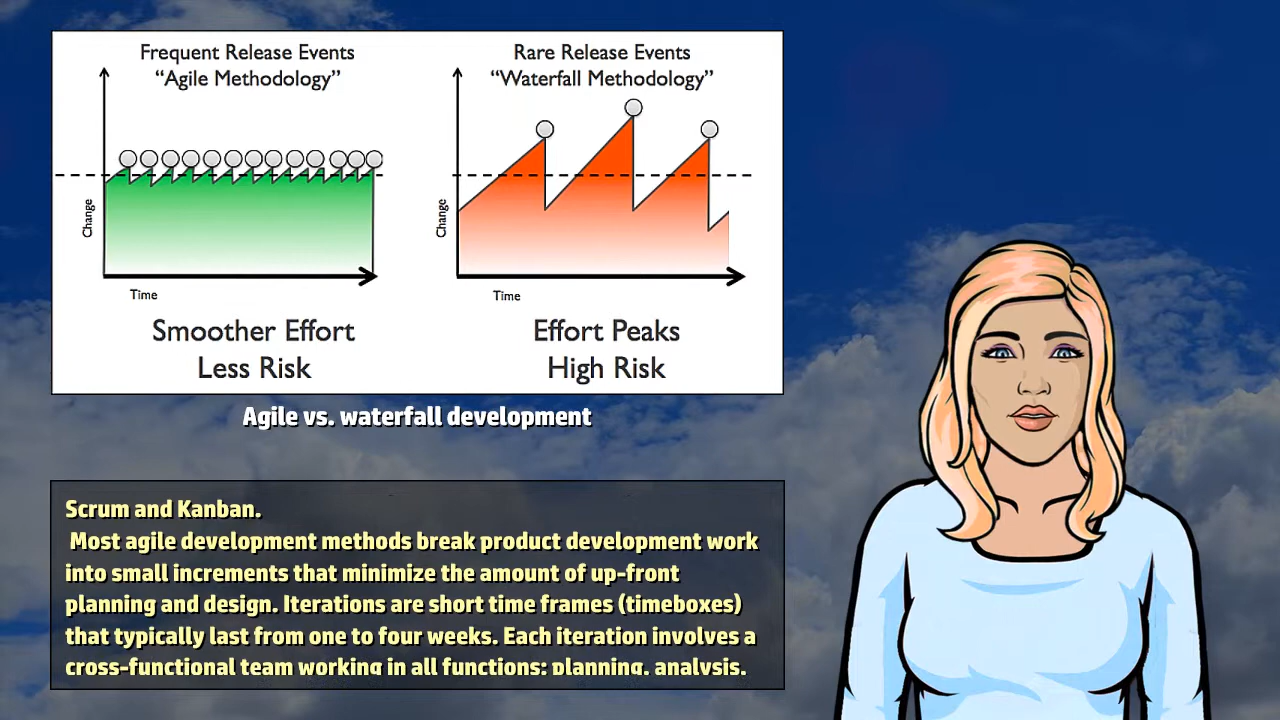 Frequent Release Events
“Agile Methodology”
Change
Time
Smoother Effort
Less Risk
Rare Release Events
“Waterfall Methodology”
Change
Time
Effort Peaks
High Risk
Agile vs. waterfall development
Scrum and Kanban.
Most agile development methods break product development work
into small increments that minimize the amount of up-front
planning and design. Iterations are short time frames (timeboxes)
that typically last from one to four weeks. Each iteration involves a
cross-functional team working in all functions: planning, analysis,